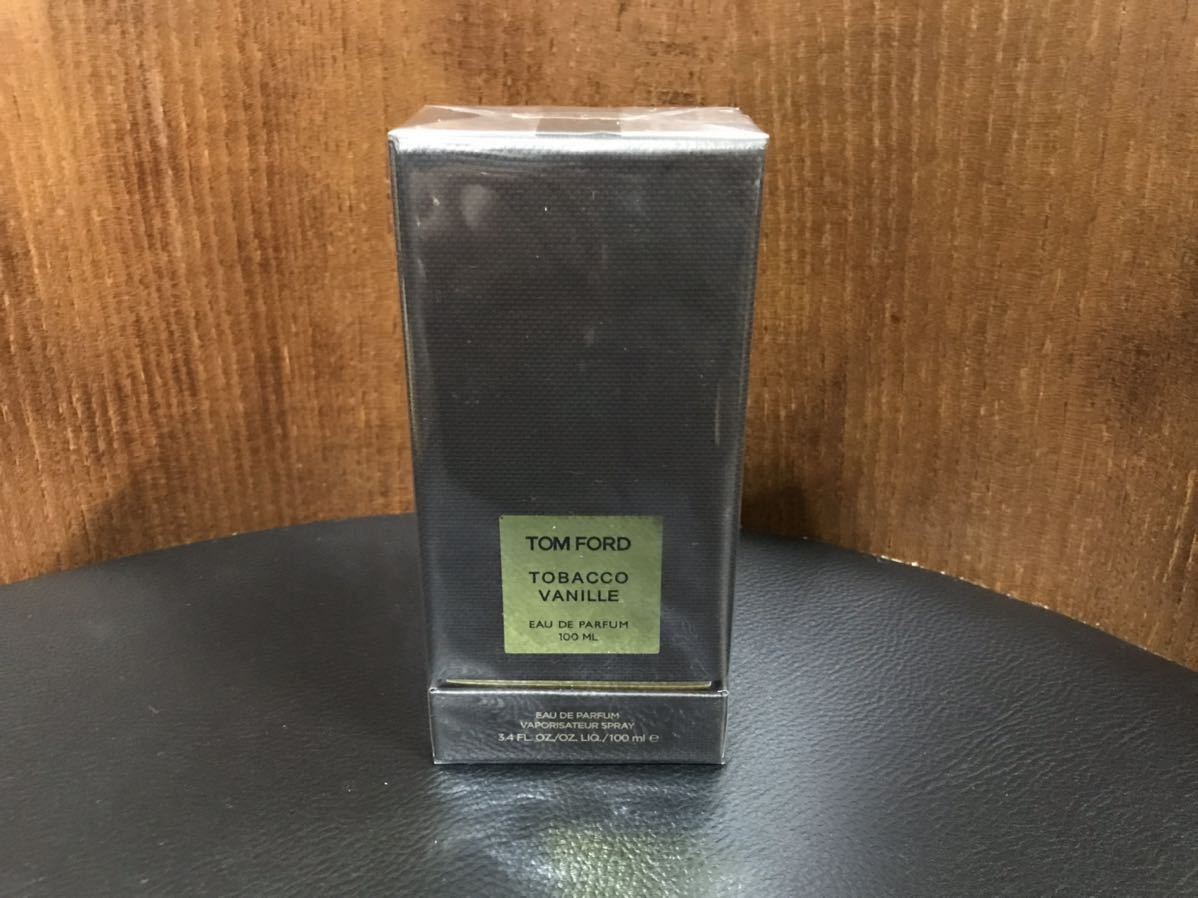 TOM FORD
TOBACCO
VANILLE
EAU DE PARFUM
100 ML
EAU DE PARFUM
VAPORISATEUR SPRAY
3.4 FL. OZ./OZ. LIQ./100 ml ℮